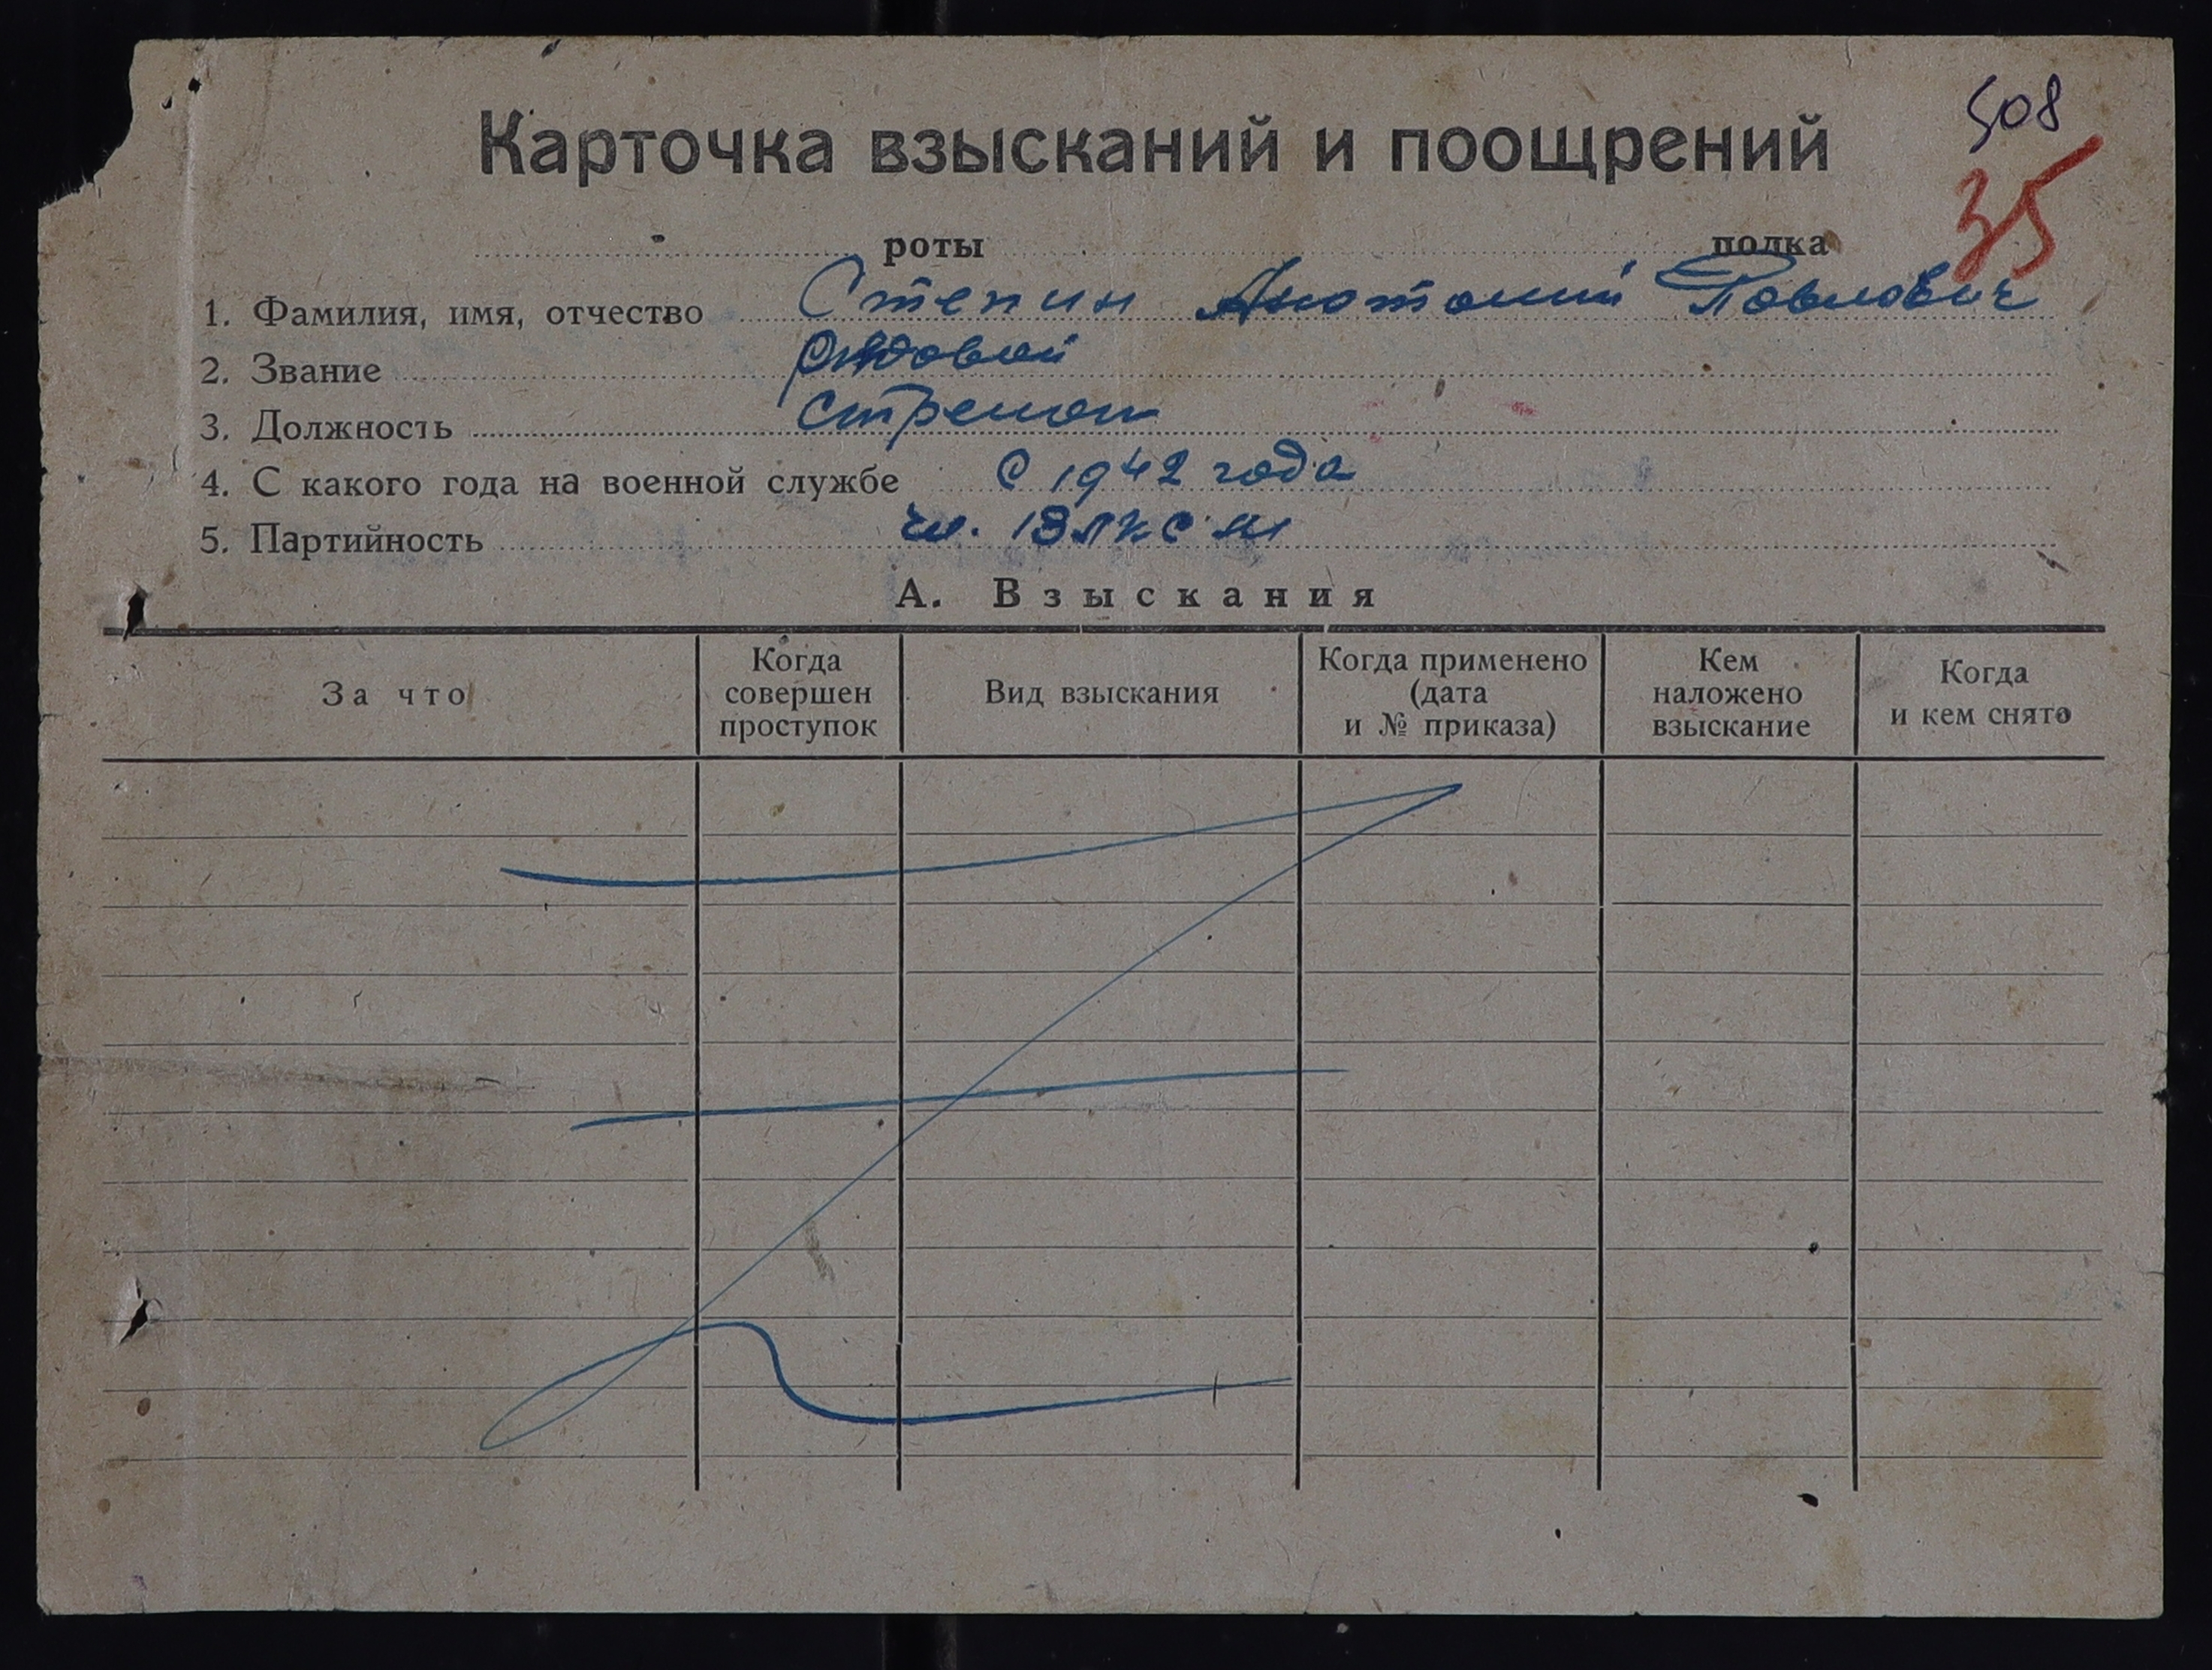 508
Карточка взысканий и поощрений
35
роты полка
1. Фамилия, имя, отчество Степин Анатолий Павлович
2. Звание Рядовой
3. Должность стрелок
4. С какого года на военной службе с 1942 года
5. Партийность чл. ВЛКСМ
А. Взыскания
За что
Когда совершен проступок
Вид взыскания
Когда применено (дата и № приказа)
Кем наложено взыскание
Когда и кем снято